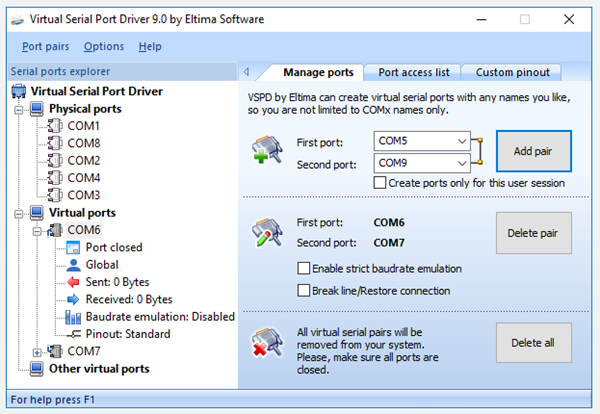 Virtual Serial Port Driver 9.0 by Eltima Software
Port pairs Options Help
Serial ports explorer
Virtual Serial Port Driver
Physical ports
COM1
COM8
COM2
COM4
COM3
Virtual ports
COM6
Port closed
Global
Sent: 0 Bytes
Received: 0 Bytes
Baudrate emulation: Disabled
Pinout: Standard
COM7
Other virtual ports
Manage ports Port access list Custom pinout
VSPD by Eltima can create virtual serial ports with any names you like,
so you are not limited to COMx names only.
First port: COM5
Second port: COM9
Add pair
Create ports only for this user session
First port: COM6
Second port: COM7
Delete pair
Enable strict baudrate emulation
Break line/Restore connection
All virtual serial pairs will be
removed from your system.
Please, make sure all ports are
closed.
Delete all
For help press F1